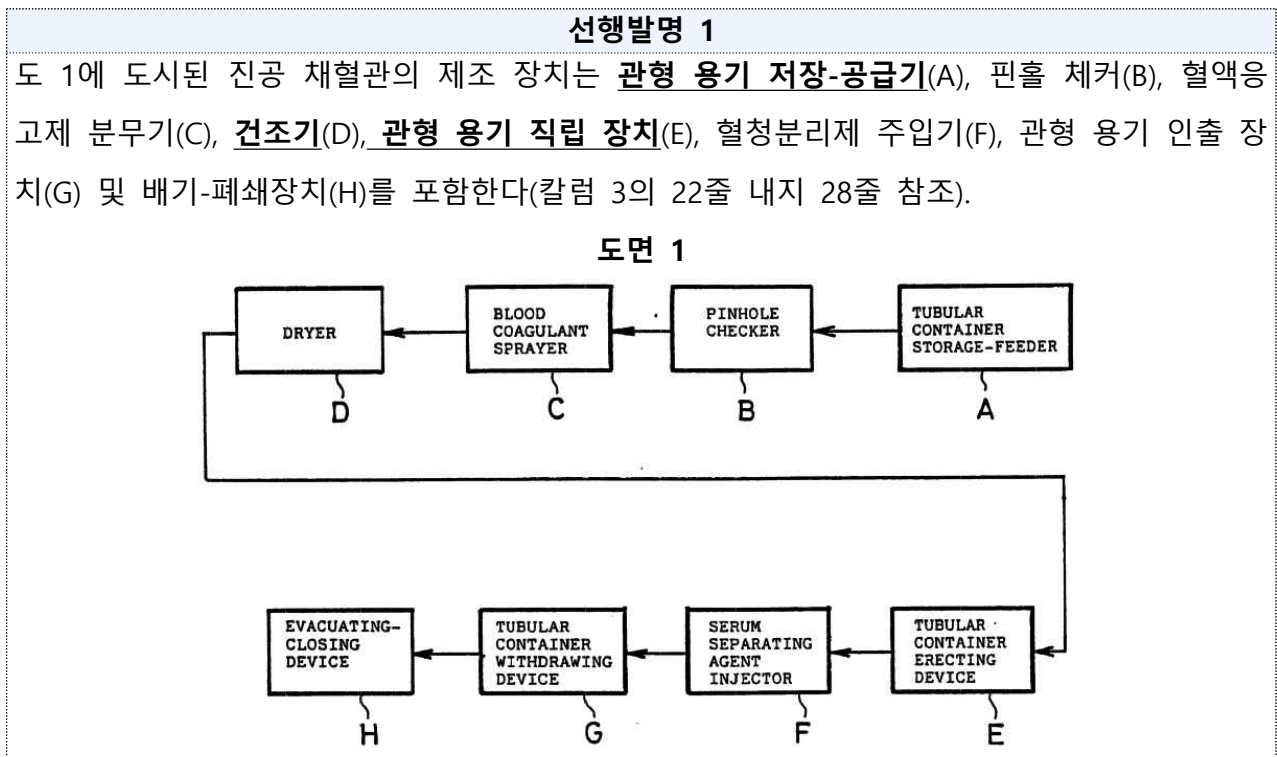 선행발명 1
도 1에 도시된 진공 채혈관의 제조 장치는 관형 용기 저장-공급기(A), 핀홀 체커(B), 혈액응
고제 분무기(C), 건조기(D), 관형 용기 직립 장치(E), 혈청분리제 주입기(F), 관형 용기 인출 장
치(G) 및 배기-폐쇄장치(H)를 포함한다(칼럼 3의 22줄 내지 28줄 참조).
도면 1
DRYER
D
BLOOD
COAGULANT
SPRAYER
C
PINHOLE
CHECKER
B
TUBULAR
CONTAINER
STORAGE-FEEDER
A
EVACUATING-
CLOSING
DEVICE
H
TUBULAR
CONTAINER
WITHDRAWING
DEVICE
G
SERUM
SEPARATING
AGENT
INJECTOR
F
TUBULAR
CONTAINER
ERECTING
DEVICE
E